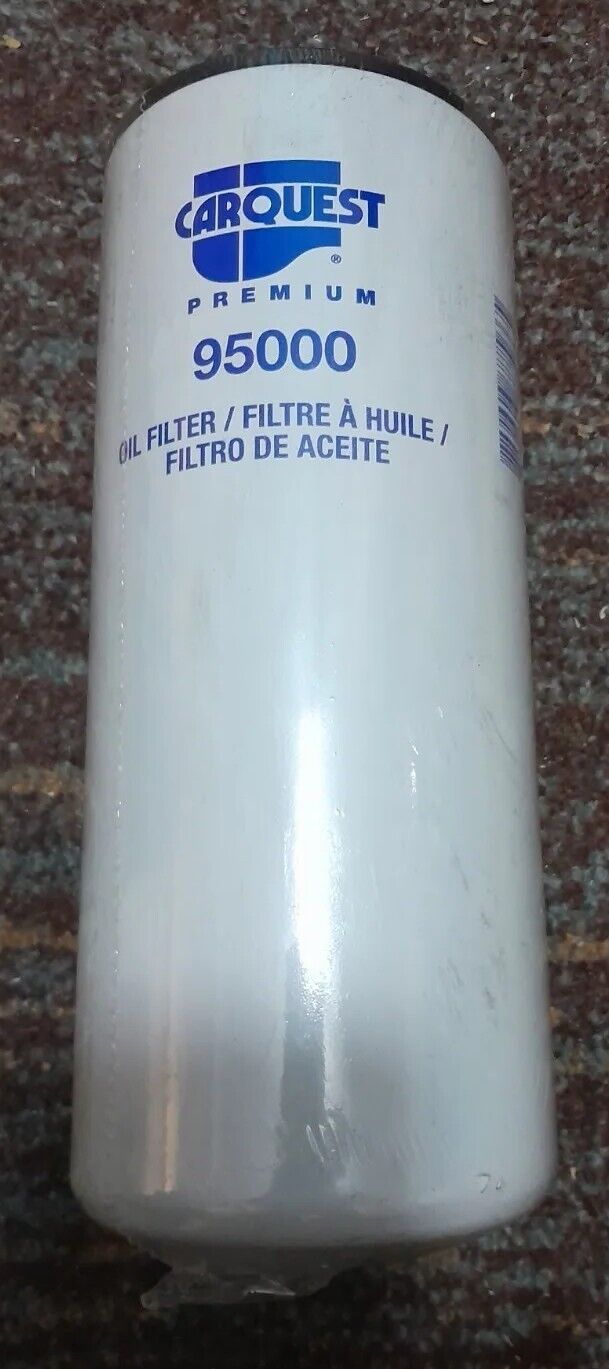 CARQUEST
®
PREMIUM
95000
OIL FILTER / FILTRE À HUILE /
FILTRO DE ACEITE